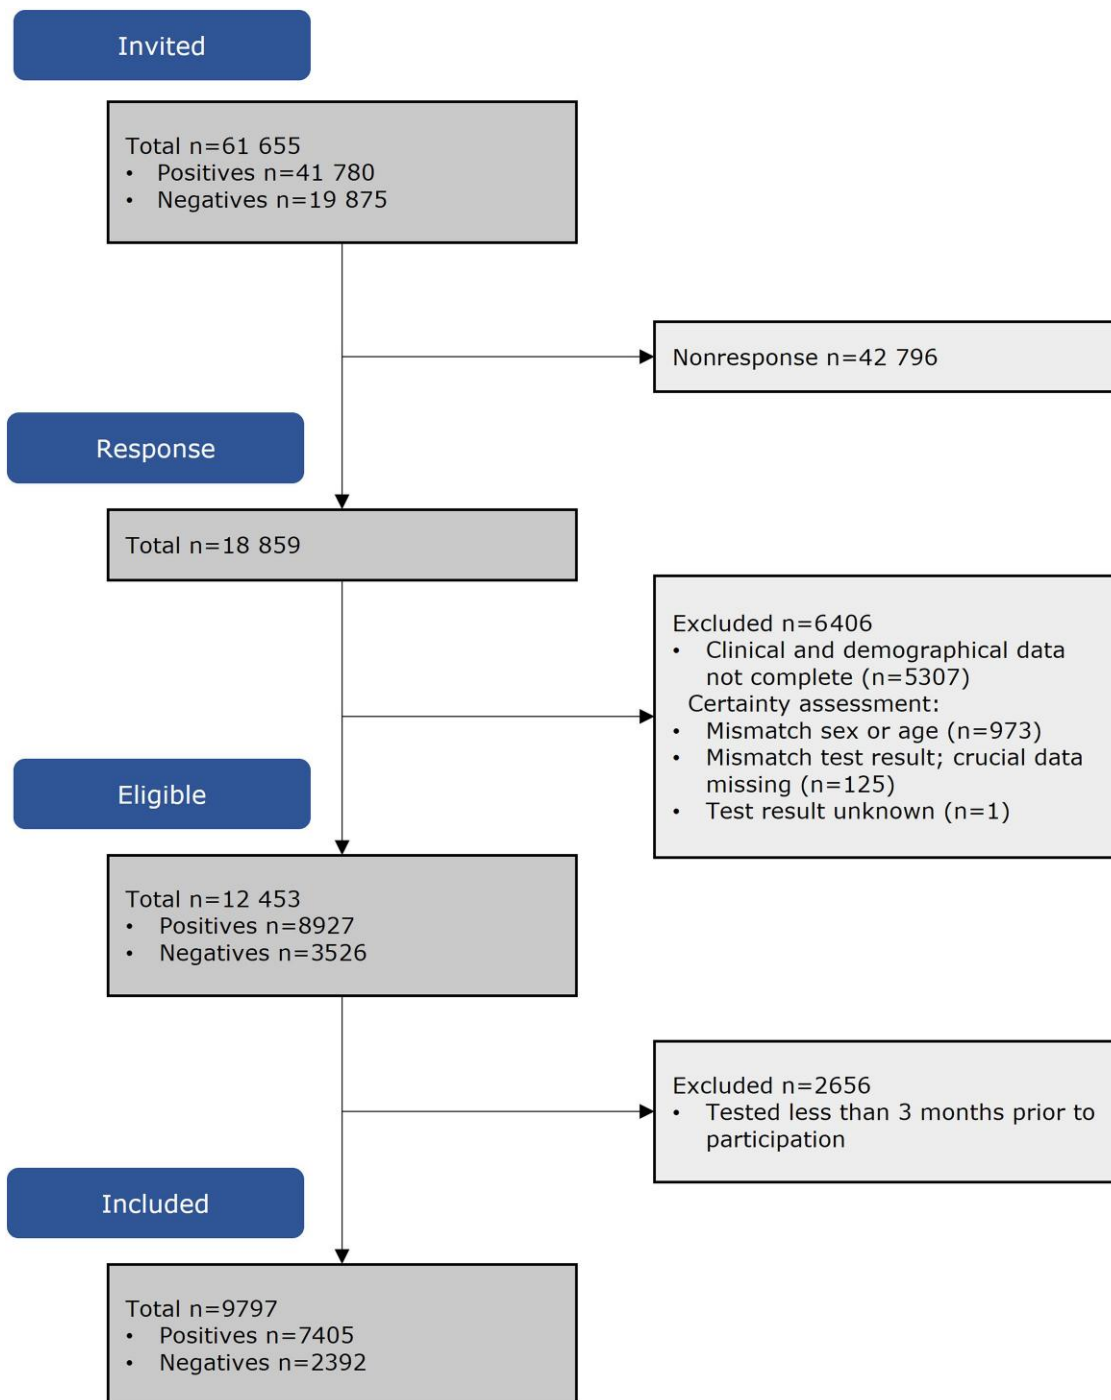 Invited
Total n=61 655
• Positives n=41 780
• Negatives n=19 875
Nonresponse n=42 796
Response
Total n=18 859
Excluded n=6406
• Clinical and demographical data
not complete (n=5307)
Certainty assessment:
• Mismatch sex or age (n=973)
• Mismatch test result; crucial data
missing (n=125)
• Test result unknown (n=1)
Eligible
Total n=12 453
• Positives n=8927
• Negatives n=3526
Excluded n=2656
• Tested less than 3 months prior to
participation
Included
Total n=9797
• Positives n=7405
• Negatives n=2392